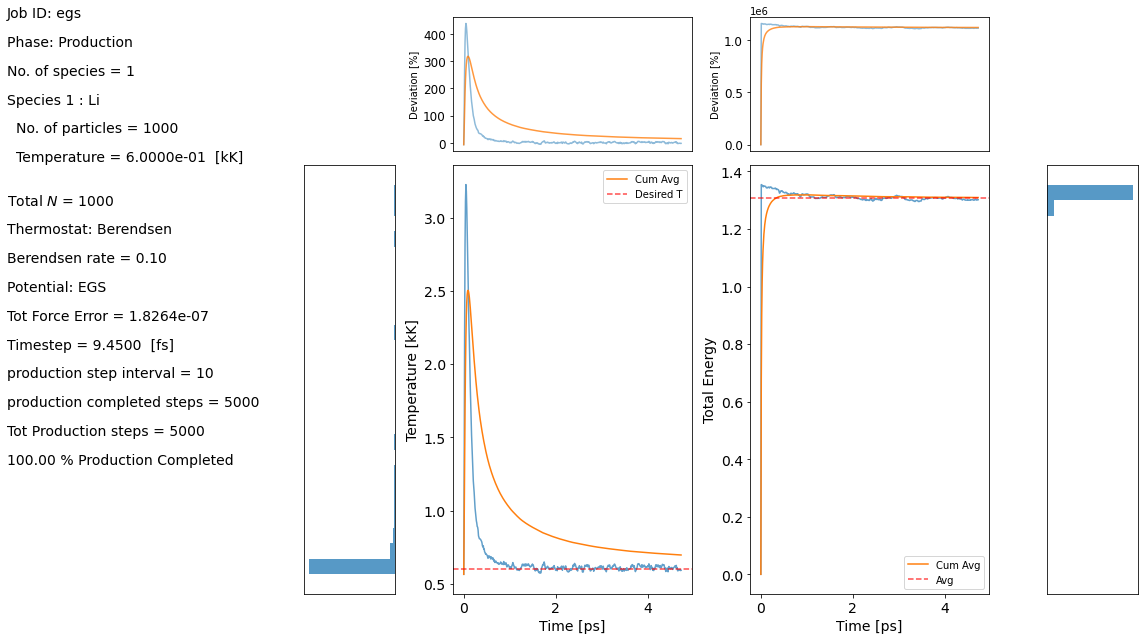 Job ID: egs
Phase: Production
No. of species = 1
Species 1 : Li
No. of particles = 1000
Temperature = 6.0000e-01  [kK]
Total N = 1000
Thermostat: Berendsen
Berendsen rate = 0.10
Potential: EGS
Tot Force Error = 1.8264e-07
Timestep = 9.4500  [fs]
production step interval = 10
production completed steps = 5000
Tot Production steps = 5000
100.00 % Production Completed
Deviation [%]
400
300
200
100
0
1e6
Deviation [%]
1.0
0.5
0.0
Temperature [kK]
3.0
2.5
2.0
1.5
1.0
0.5
Cum Avg
Desired T
0
2
4
Time [ps]
Total Energy
1.4
1.2
1.0
0.8
0.6
0.4
0.2
0.0
Cum Avg
Avg
0
2
4
Time [ps]